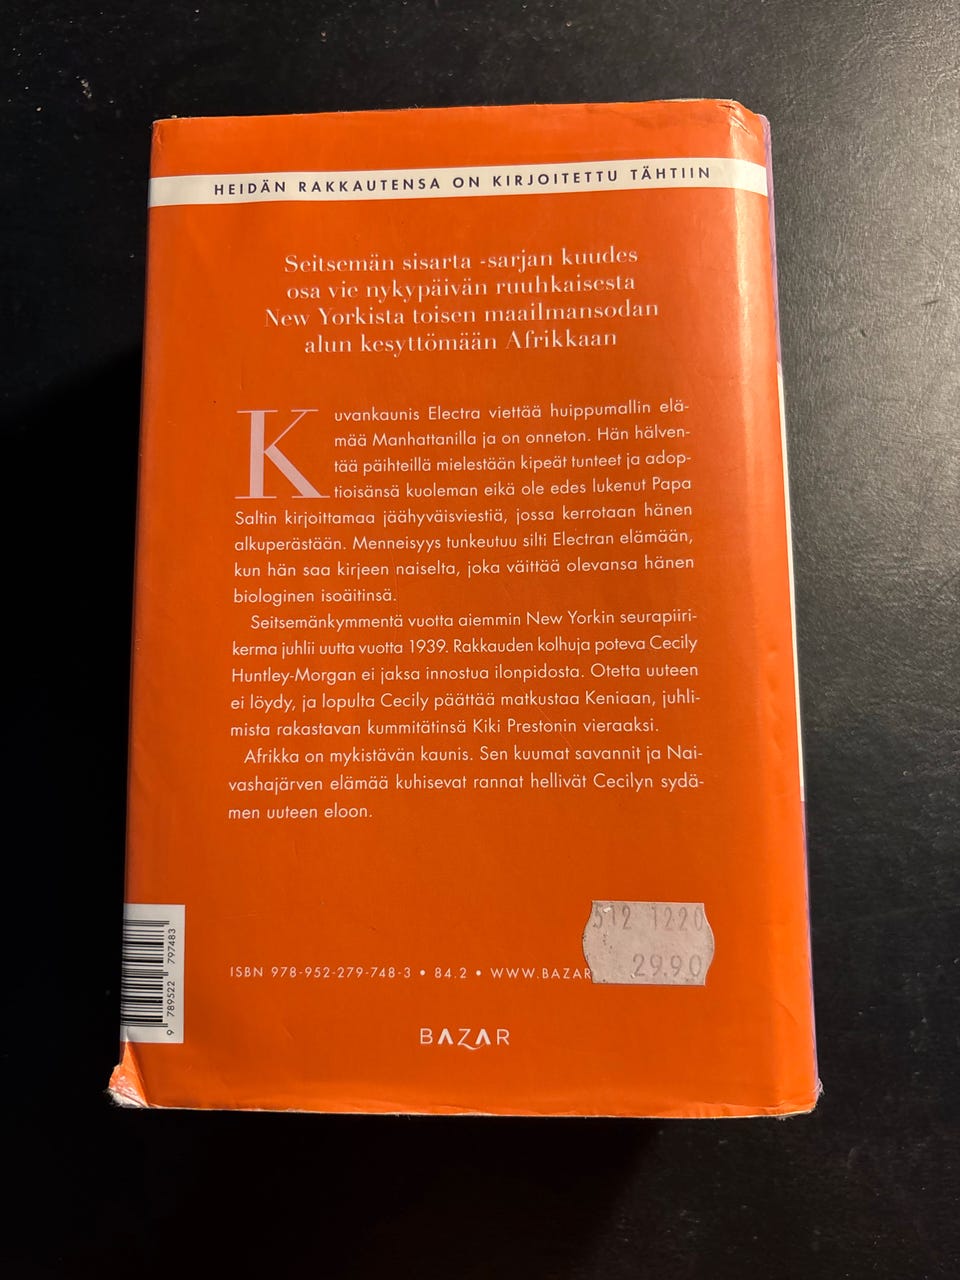 HEIDÄN RAKKAUTENSA ON KIRJOITETTU TÄHTIIN
Seitsemän sisarta -sarjan kuudes
osa vie nykypäivän ruuhkaisesta
New Yorkista toisen maailmansodan
alun kesyttömään Afrikkaan
Kuvankaunis Electra viettää huippumallin elä-
mää Manhattanilla ja on onneton. Hän hälven-
tää päihteillä mielestään kipeät tunteet ja adop-
tioisänsä kuoleman eikä ole edes lukenut Papa
Saltin kirjoittamaa jäähyväisviestiä, jossa kerrotaan hänen
alkuperästään. Menneisyys tunkeutuu silti Electran elämään,
kun hän saa kirjeen naiselta, joka väittää olevansa hänen
biologinen isoäitinsä.
Seitsemänkymmentä vuotta aiemmin New Yorkin seurapiiri-
kerma juhlii uutta vuotta 1939. Rakkauden kolhuja poteva Cecily
Huntley-Morgan ei jaksa innostua ilonpidosta. Otetta uuteen
ei löydy, ja lopulta Cecily päättää matkustaa Keniaan, juhli-
mista rakastavan kummitätinsä Kiki Prestonin vieraaksi.
Afrikka on mykistävän kaunis. Sen kuumat savannit ja Nai-
vashajärven elämää kuhisevat rannat hellivät Cecilyn sydä-
men uuteen eloon.
512 1220
29.90
ISBN 978-952-279-748-3 • 84.2 • WWW.BAZAR
9 789522 797483
BAZAR